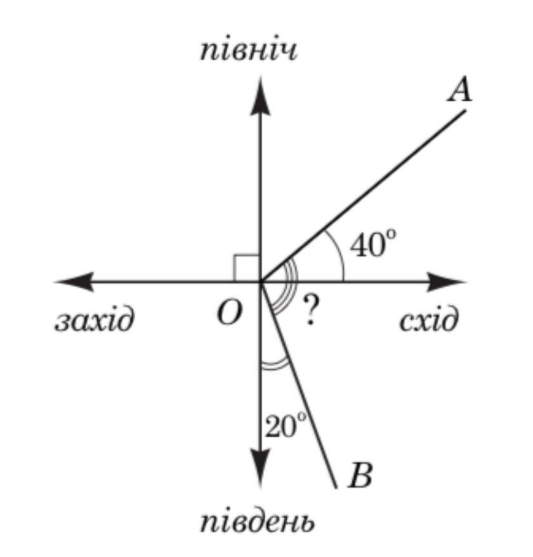 північ
A
40°
захід
O
?
схід
20°
B
південь